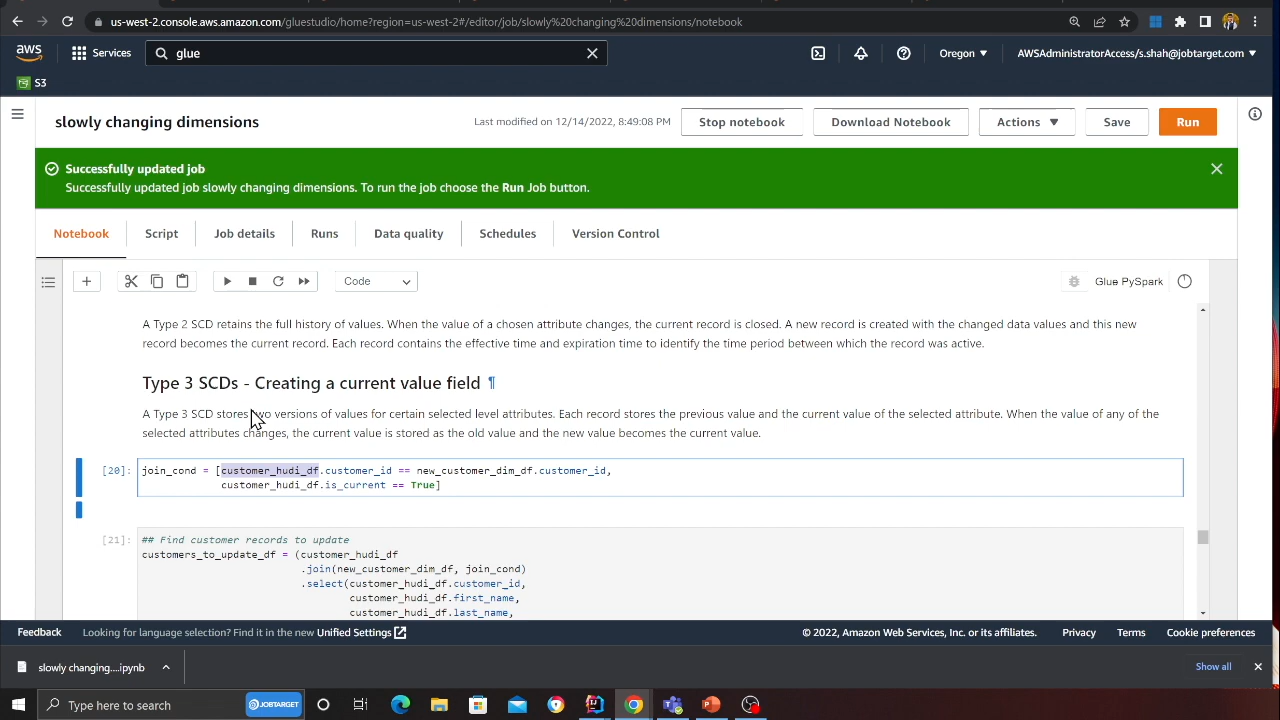 us-west-2.console.aws.amazon.com/gluestudio/home?region=us-west-2#/editor/job/slowly%20changing%20dimensions/notebook
aws Services glue Oregon AWSAdministratorAccess/s.shah@jobtarget.com
S3
slowly changing dimensions Last modified on 12/14/2022, 8:49:08 PM Stop notebook Download Notebook Actions Save Run
Successfully updated job
Successfully updated job slowly changing dimensions. To run the job choose the Run Job button.
Notebook Script Job details Runs Data quality Schedules Version Control
Code Glue PySpark
A Type 2 SCD retains the full history of values. When the value of a chosen attribute changes, the current record is closed. A new record is created with the changed data values and this new
record becomes the current record. Each record contains the effective time and expiration time to identify the time period between which the record was active.
Type 3 SCDs - Creating a current value field ¶
A Type 3 SCD stores two versions of values for certain selected level attributes. Each record stores the previous value and the current value of the selected attribute. When the value of any of the
selected attributes changes, the current value is stored as the old value and the new value becomes the current value.
[20]: join_cond = [customer_hudi_df.customer_id == new_customer_dim_df.customer_id,
customer_hudi_df.is_current == True]
[21]: ## Find customer records to update
customers_to_update_df = (customer_hudi_df
.join(new_customer_dim_df, join_cond)
.select(customer_hudi_df.customer_id,
customer_hudi_df.first_name,
customer_hudi_df.last_name,
Feedback Looking for language selection? Find it in the new Unified Settings © 2022, Amazon Web Services, Inc. or its affiliates. Privacy Terms Cookie preferences
slowly changing....ipynb Show all
Type here to search JOBTARGET